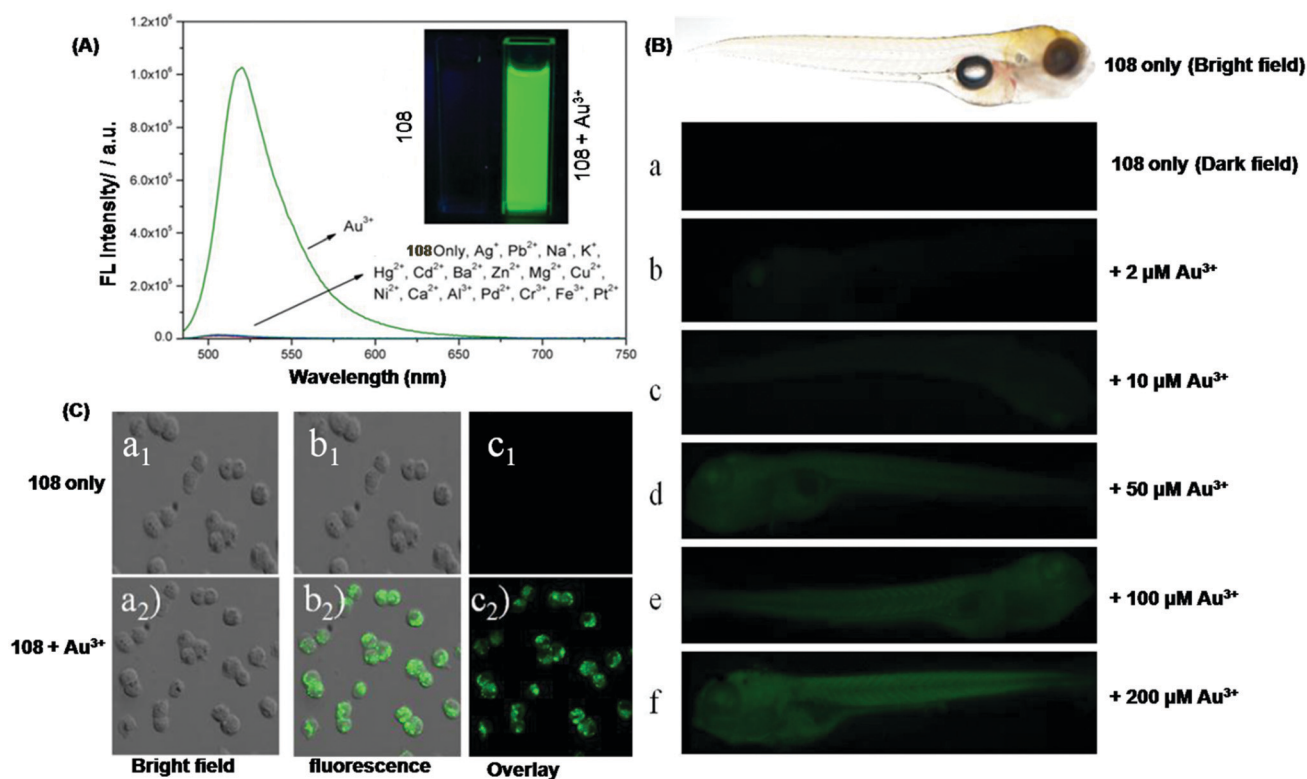 (A)
FL Intensity/ / a.u.
1.2x10⁶
1.0x10⁶
8.0x10⁵
6.0x10⁵
4.0x10⁵
2.0x10⁵
0.0
500
550
600
650
700
750
Wavelength (nm)
108
108 + Au³⁺
Au³⁺
108 Only, Ag⁺, Pb²⁺, Na⁺, K⁺,
Hg²⁺, Cd²⁺, Ba²⁺, Zn²⁺, Mg²⁺, Cu²⁺,
Ni²⁺, Ca²⁺, Al³⁺, Pd²⁺, Cr³⁺, Fe³⁺, Pt²⁺
(B)
108 only (Bright field)
a
108 only (Dark field)
b
+ 2 µM Au³⁺
c
+ 10 µM Au³⁺
d
+ 50 µM Au³⁺
e
+ 100 µM Au³⁺
f
+ 200 µM Au³⁺
(C)
108 only
a₁
b₁
c₁
108 + Au³⁺
a₂)
b₂)
c₂)
Bright field
fluorescence
Overlay